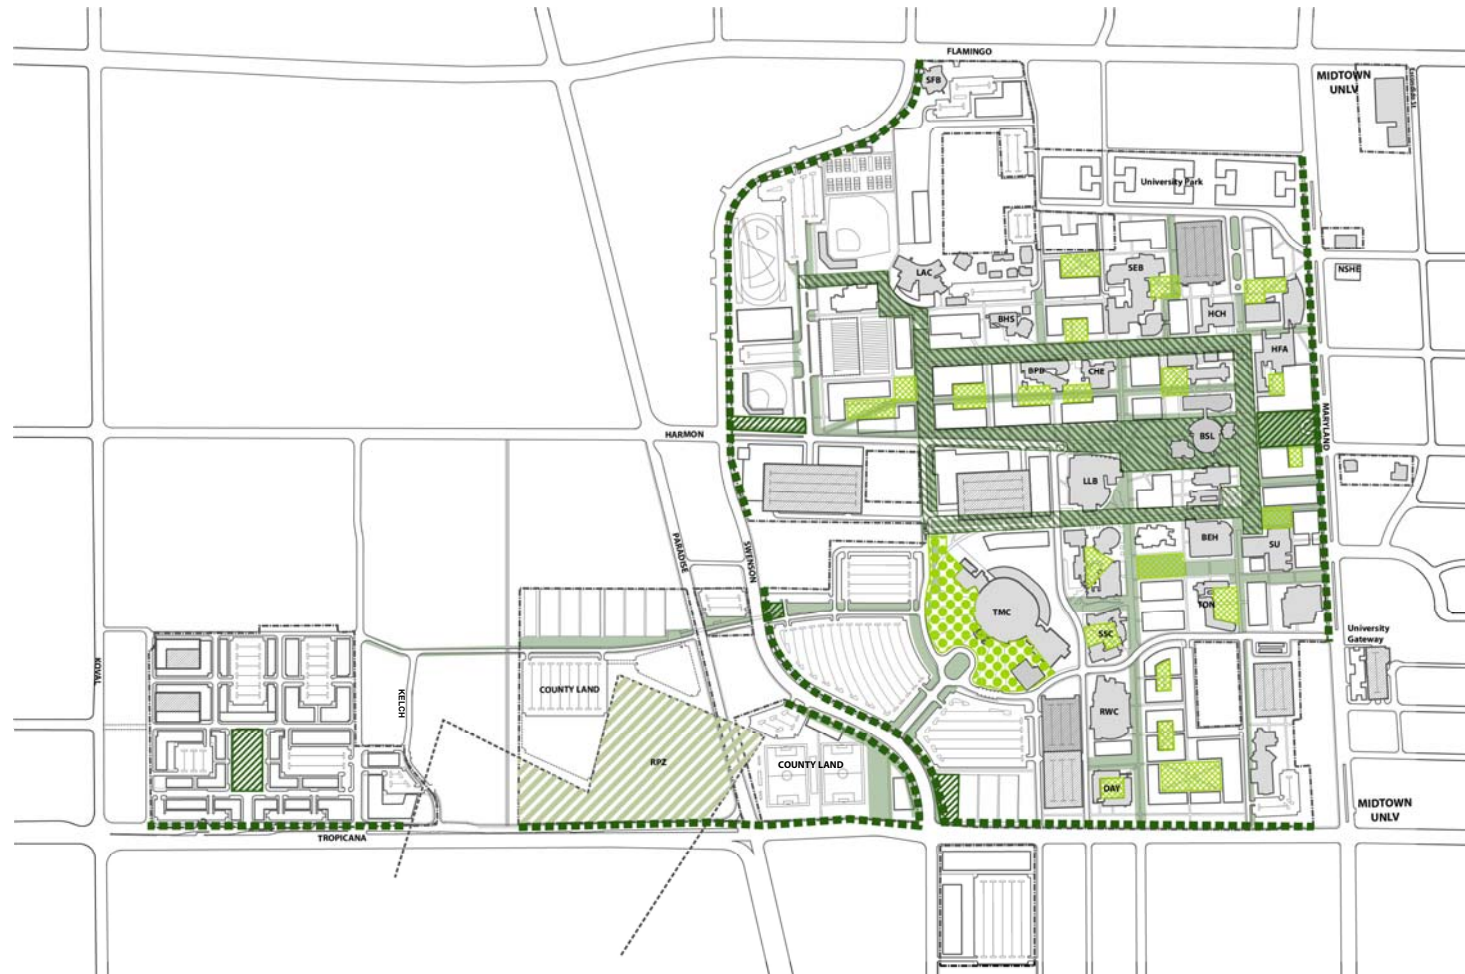 FLAMINGO
SFB
MIDTOWN
UNLV
Escondido St
University Park
LAC
SEB
NSHE
BHS
HCH
HFA
BPB
CHE
MARYLAND
HARMON
BSL
LLB
PARADISE
SWENSON
BEH
SU
TMC
TON
SSC
University
Gateway
KOVAL
KELCH
COUNTY LAND
RWC
RPZ
COUNTY LAND
DAY
MIDTOWN
UNLV
TROPICANA